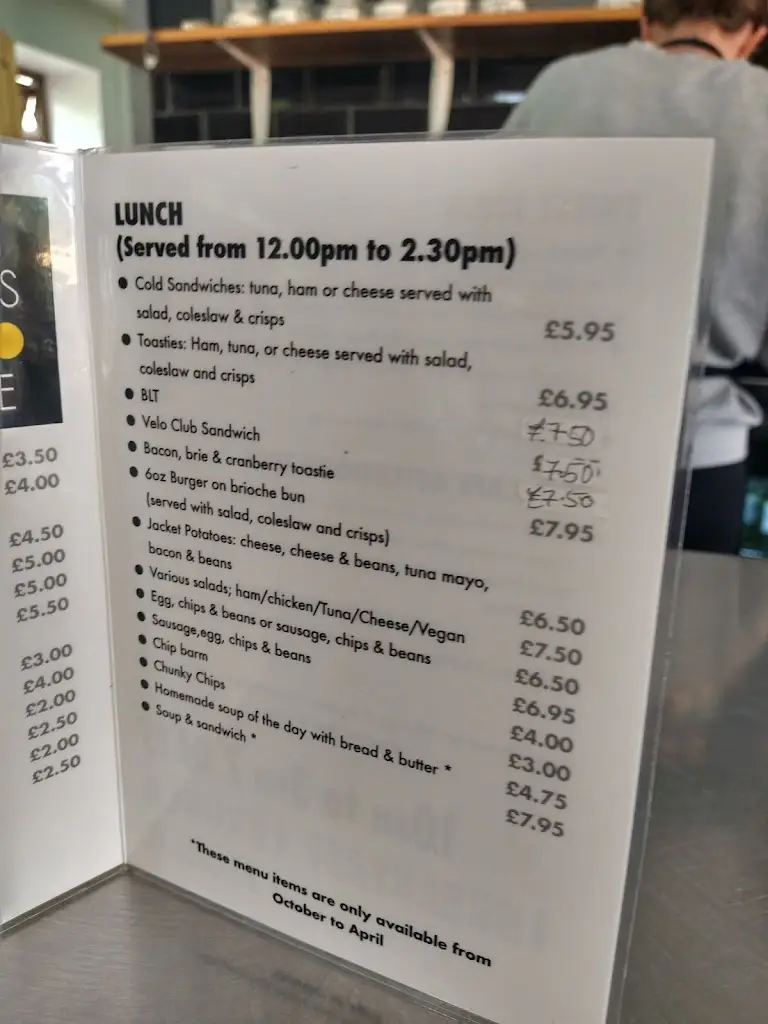 S
E
£3.50
£4.00
£4.50
£5.00
£5.00
£5.50
£3.00
£4.00
£2.00
£2.50
£2.00
£2.50
LUNCH
(Served from 12.00pm to 2.30pm)
• Cold Sandwiches: tuna, ham or cheese served with
salad, coleslaw & crisps £5.95
• Toasties: Ham, tuna, or cheese served with salad,
coleslaw and crisps £6.95
• BLT £7.50
• Velo Club Sandwich £7.50
• Bacon, brie & cranberry toastie £7.50
• 6oz Burger on brioche bun
(served with salad, coleslaw and crisps) £7.95
• Jacket Potatoes: cheese, cheese & beans, tuna mayo,
bacon & beans £6.50
• Various salads; ham/chicken/Tuna/Cheese/Vegan £7.50
• Egg, chips & beans or sausage, chips & beans £6.50
• Sausage,egg, chips & beans £6.95
• Chip barm £4.00
• Chunky Chips £3.00
• Homemade soup of the day with bread & butter * £4.75
• Soup & sandwich * £7.95
*These menu items are only available from
October to April